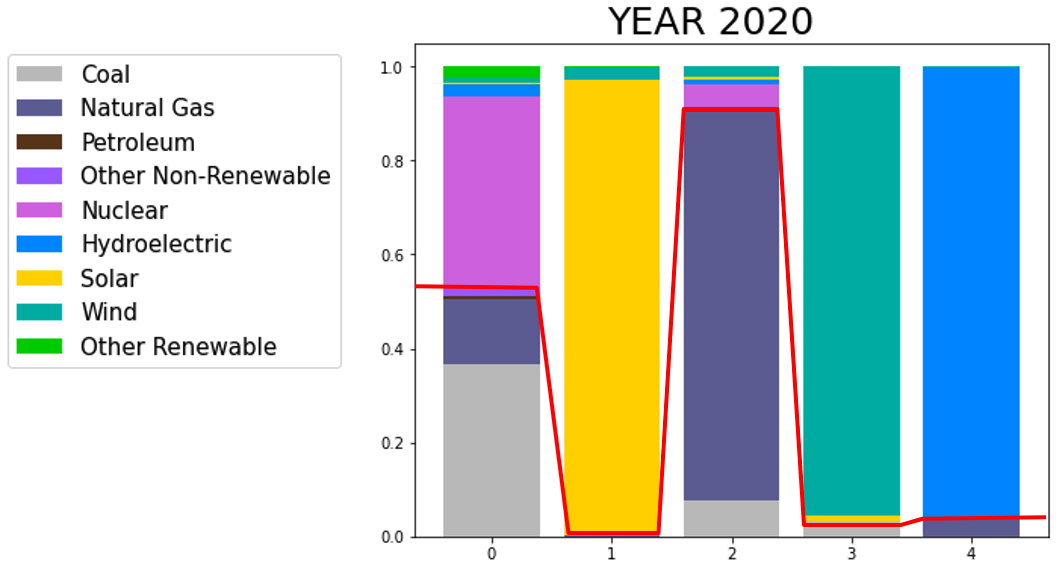 YEAR 2020
Coal
Natural Gas
Petroleum
Other Non-Renewable
Nuclear
Hydroelectric
Solar
Wind
Other Renewable
1.0
0.8
0.6
0.4
0.2
0.0
0 1 2 3 4